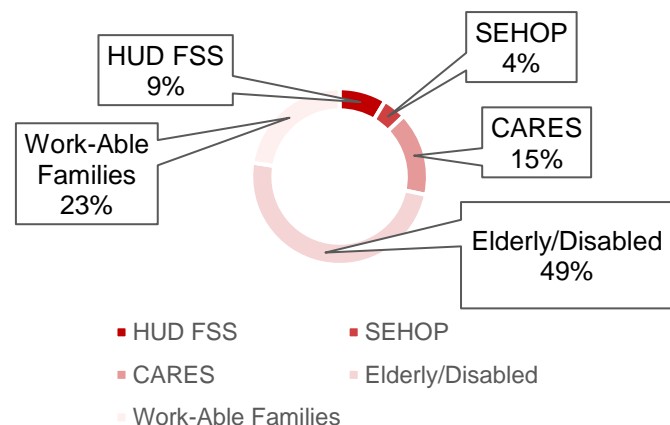 SEHOP
4%
HUD FSS
9%
CARES
15%
Work-Able
Families
23%
Elderly/Disabled
49%
HUD FSS
SEHOP
CARES
Elderly/Disabled
Work-Able Families